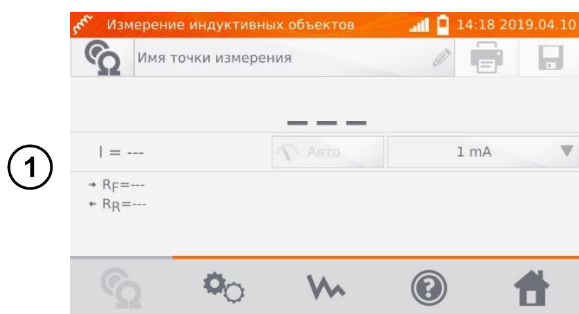 Измерение индуктивных объектов 14:18 2019.04.10
Имя точки измерения
---
1
I = --- Авто 1 mA
→ RF=---
← RR=---